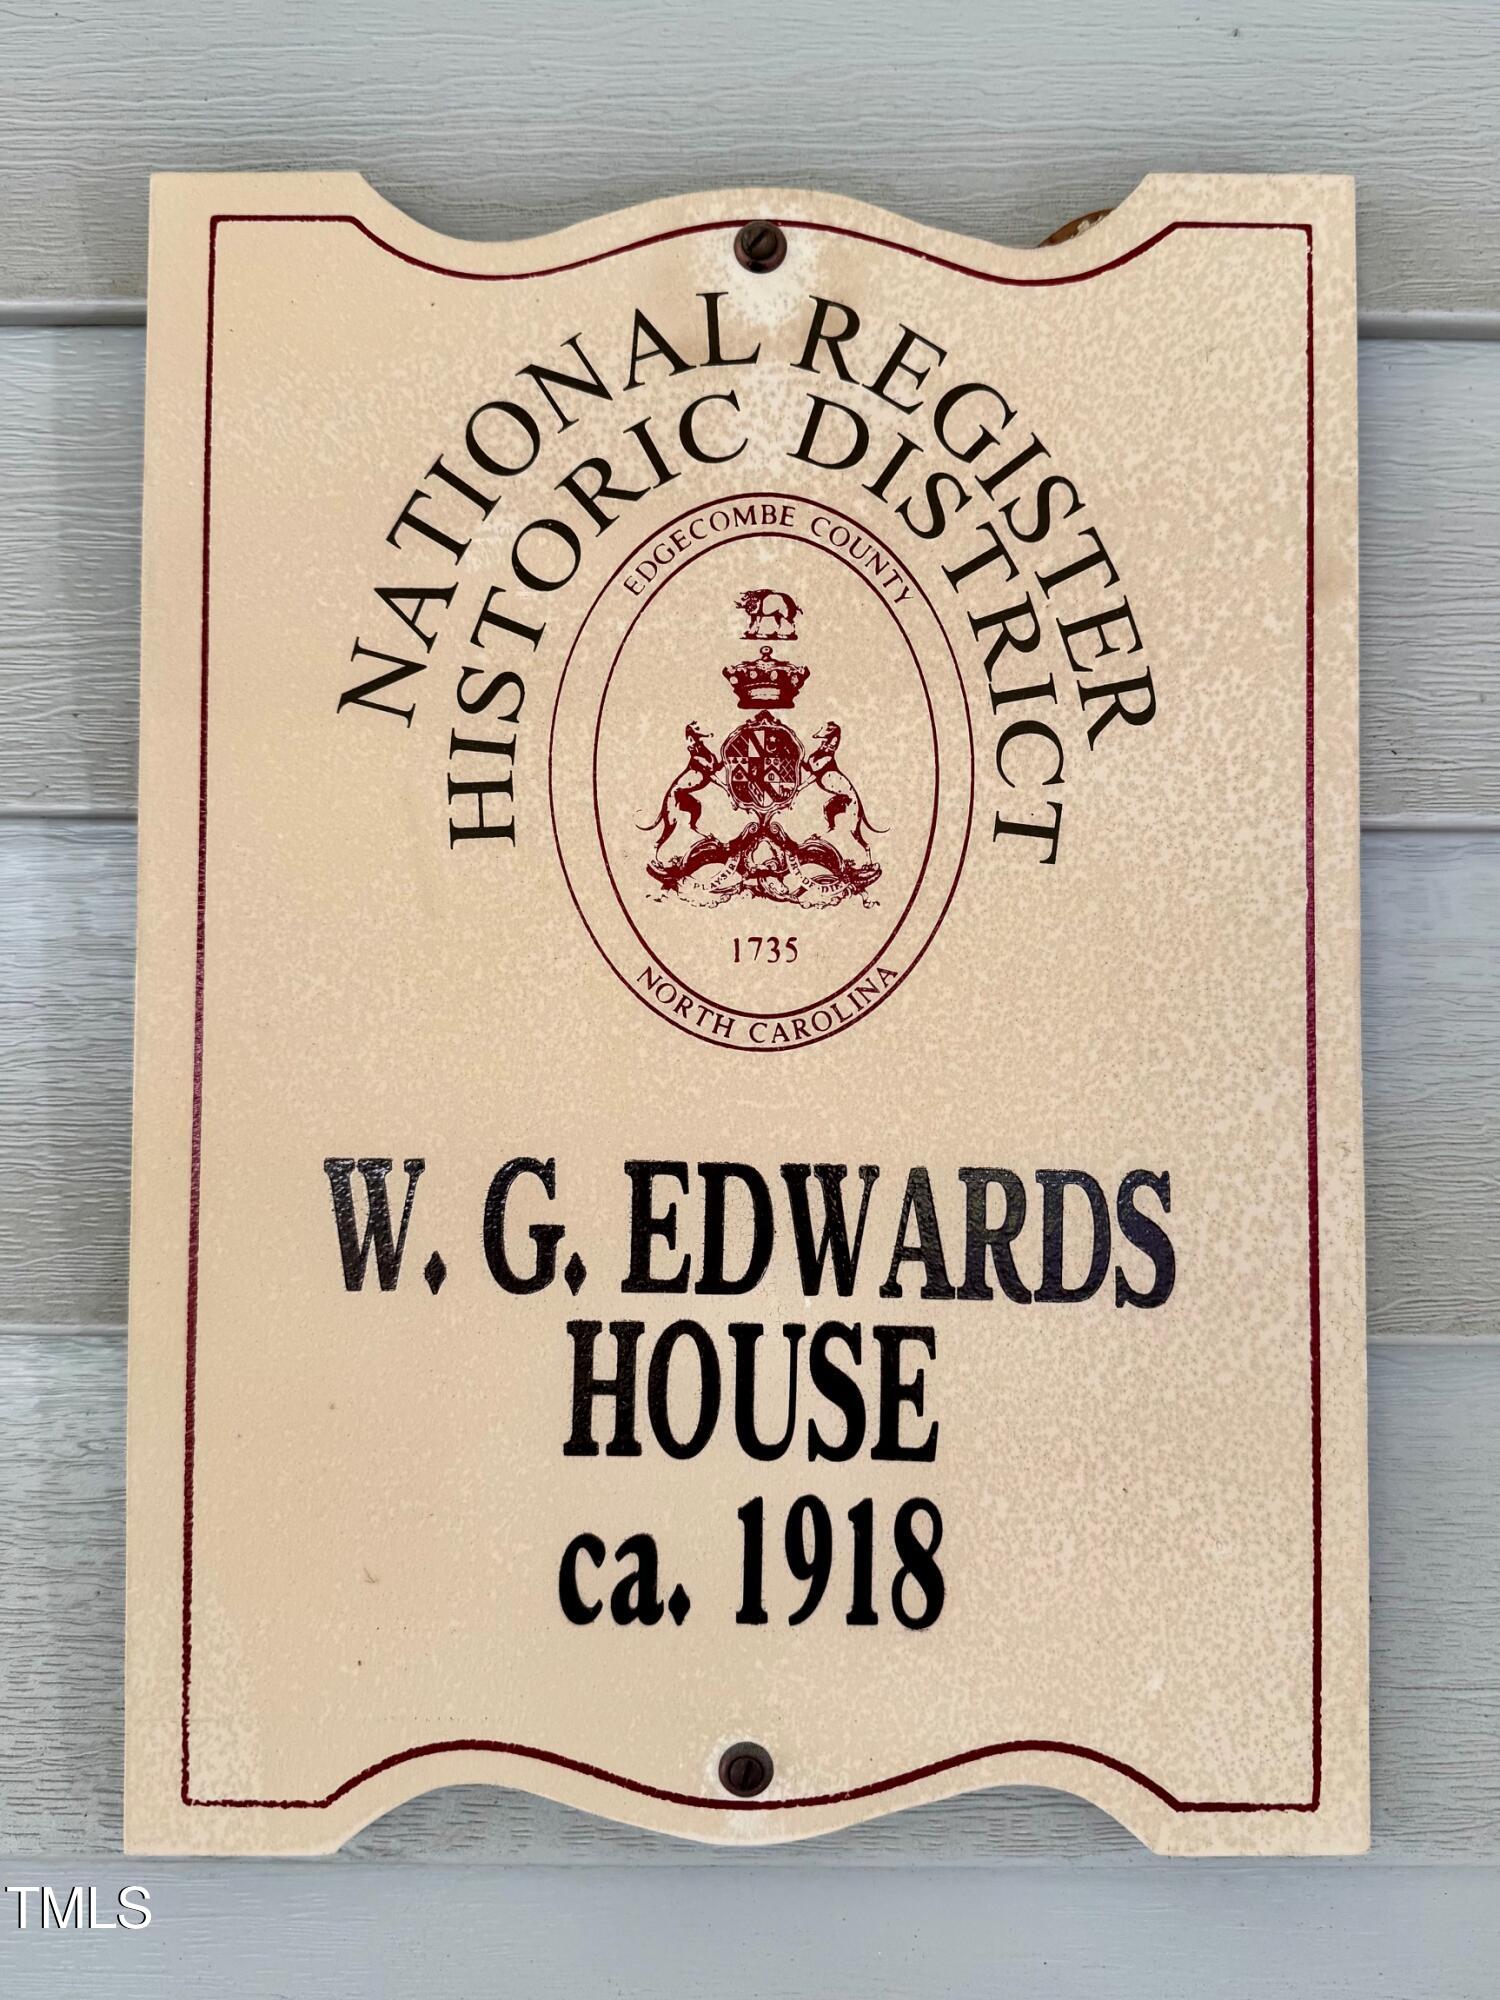 NATIONAL REGISTER
HISTORIC DISTRICT
EDGECOMBE COUNTY
1735
NORTH CAROLINA
W. G. EDWARDS
HOUSE
ca. 1918
TMLS